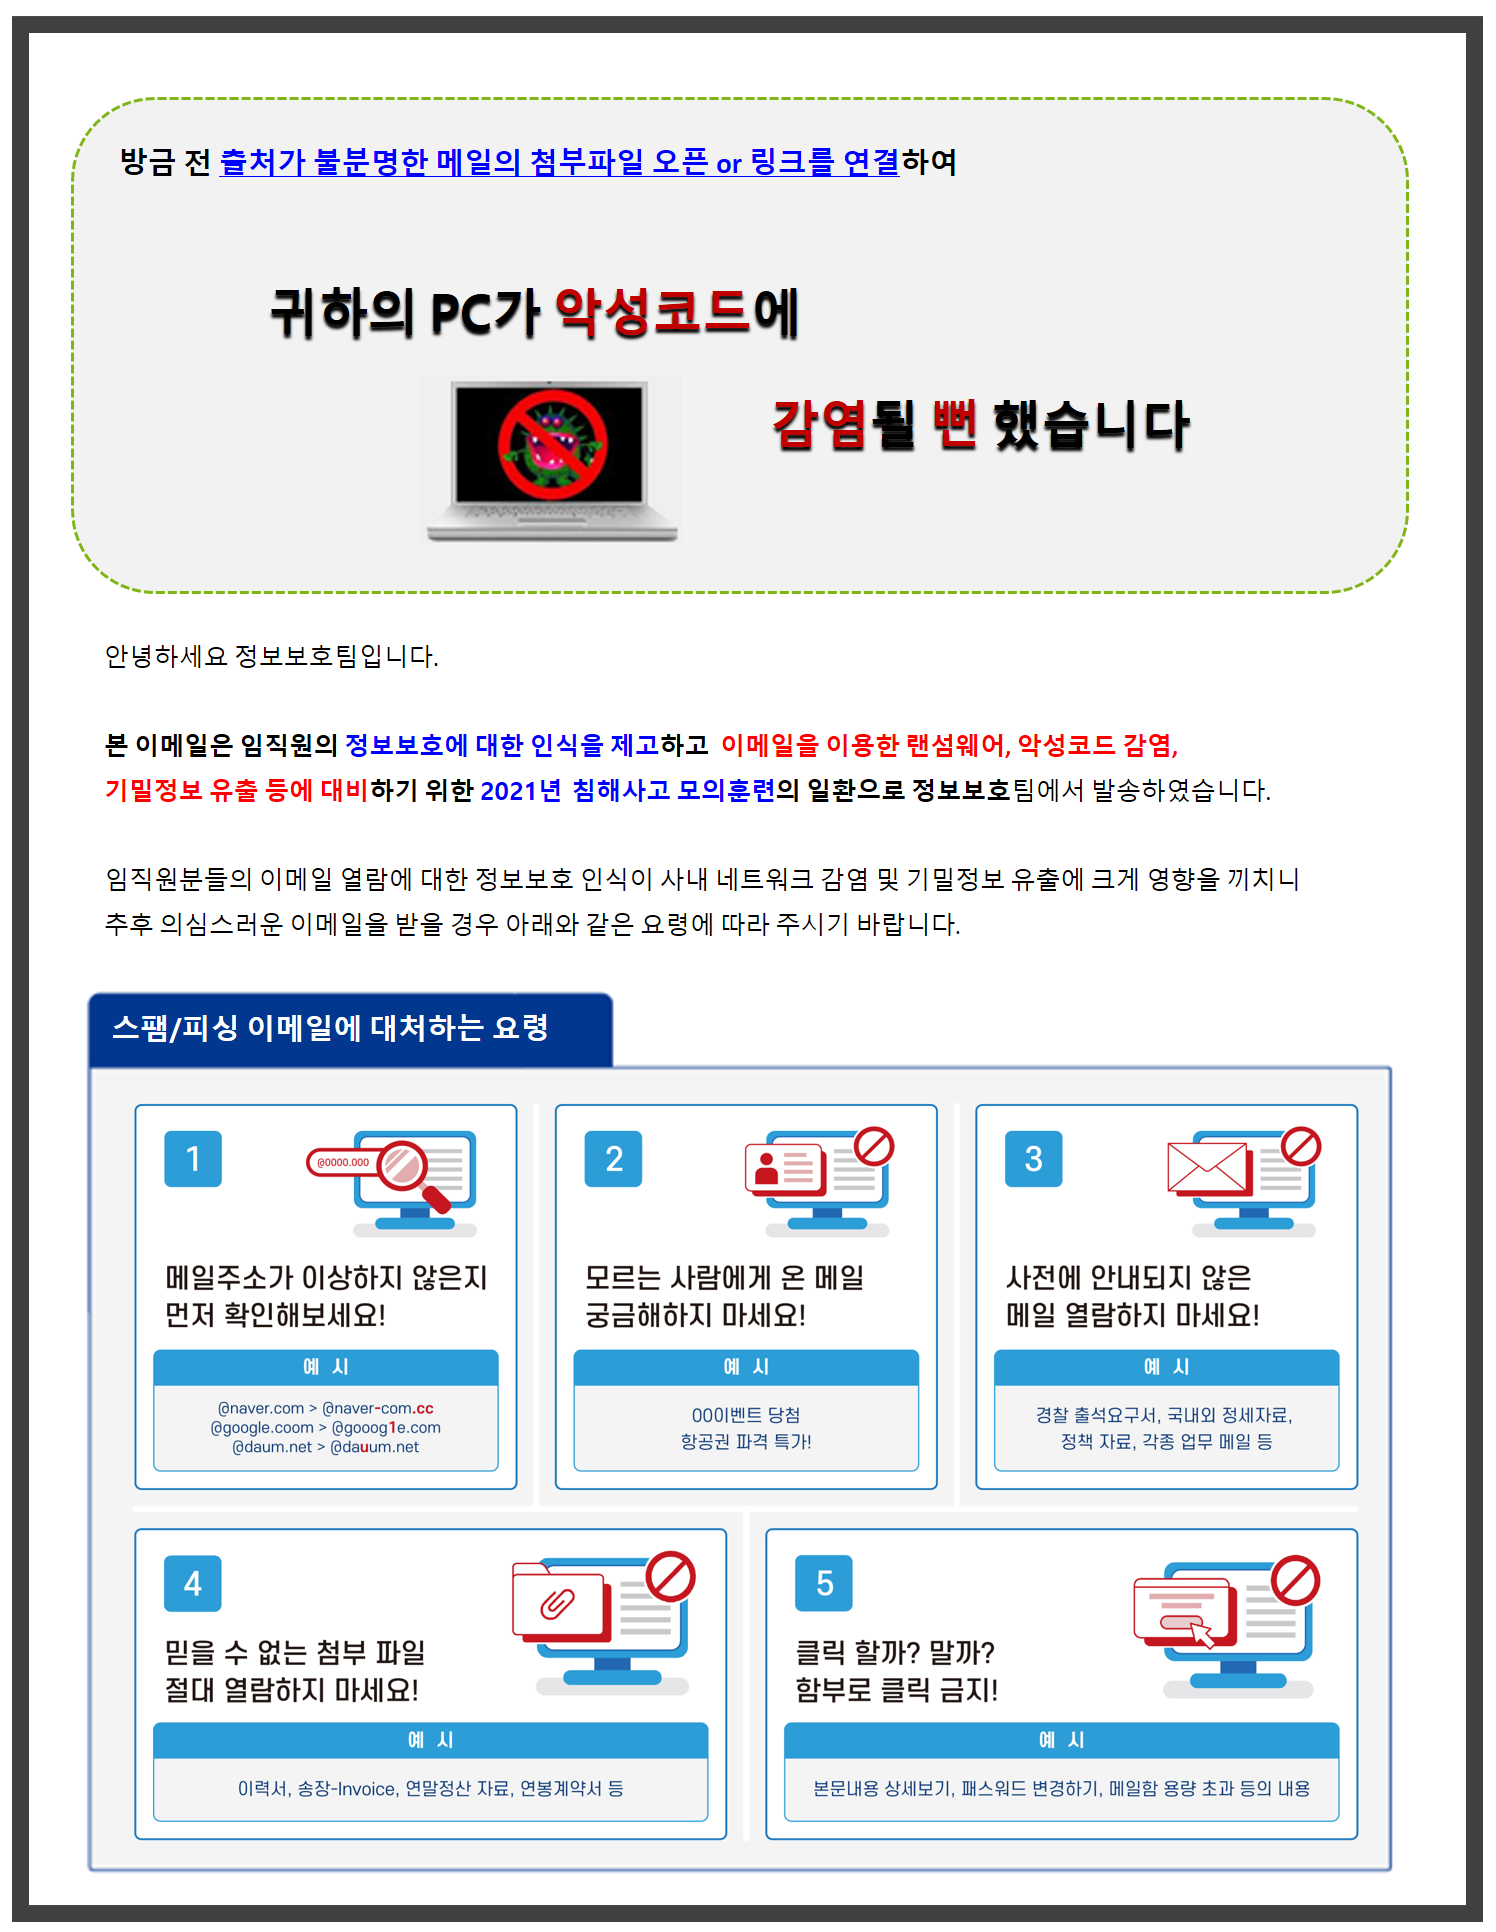 방금 전 출처가 불분명한 메일의 첨부파일 오픈 or 링크를 연결하여
귀하의 PC가 악성코드에
감염될 뻔 했습니다
안녕하세요 정보보호팀입니다.
본 이메일은 임직원의 정보보호에 대한 인식을 제고하고 이메일을 이용한 랜섬웨어, 악성코드 감염,
기밀정보 유출 등에 대비하기 위한 2021년 침해사고 모의훈련의 일환으로 정보보호팀에서 발송하였습니다.
임직원분들의 이메일 열람에 대한 정보보호 인식이 사내 네트워크 감염 및 기밀정보 유출에 크게 영향을 끼치니
추후 의심스러운 이메일을 받을 경우 아래와 같은 요령에 따라 주시기 바랍니다.
스팸/피싱 이메일에 대처하는 요령
1
@0000.000
메일주소가 이상하지 않은지
먼저 확인해보세요!
예 시
@naver.com > @naver-com.cc
@google.coom > @gooog1e.com
@daum.net > @dauum.net
2
모르는 사람에게 온 메일
궁금해하지 마세요!
예 시
00이벤트 당첨
항공권 파격 특가!
3
사전에 안내되지 않은
메일 열람하지 마세요!
예 시
경찰 출석요구서, 국내외 정세자료,
정책 자료, 각종 업무 메일 등
4
믿을 수 없는 첨부 파일
절대 열람하지 마세요!
예 시
이력서, 송장-Invoice, 연말정산 자료, 연봉계약서 등
5
클릭 할까? 말까?
함부로 클릭 금지!
예 시
본문내용 상세보기, 패스워드 변경하기, 메일함 용량 초과 등의 내용